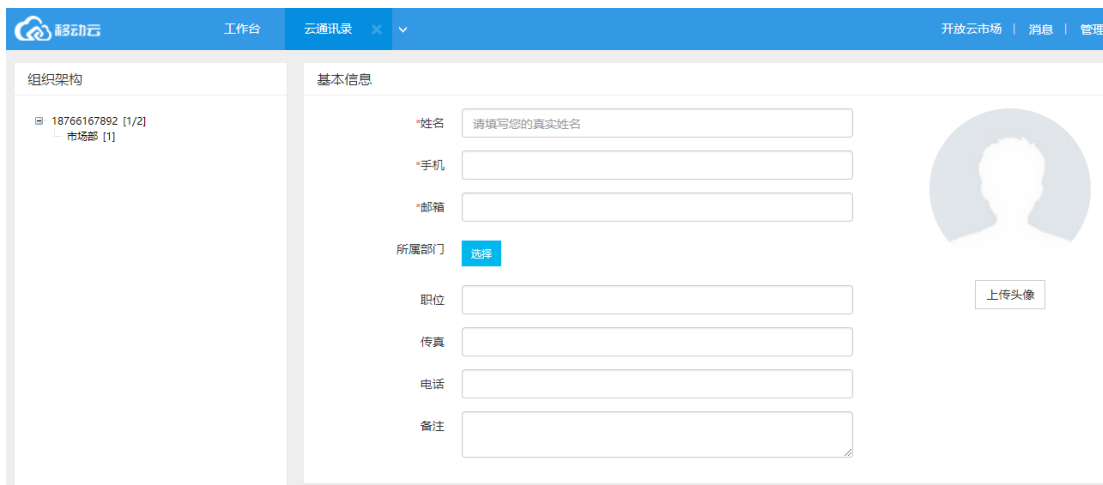 移动云 工作台 云通讯录 开放云市场 | 消息 | 管理
组织架构
18766167892 [1/2]
市场部 [1]
基本信息
*姓名 请填写您的真实姓名
*手机
*邮箱
所属部门 选择
职位
传真
电话
备注
上传头像